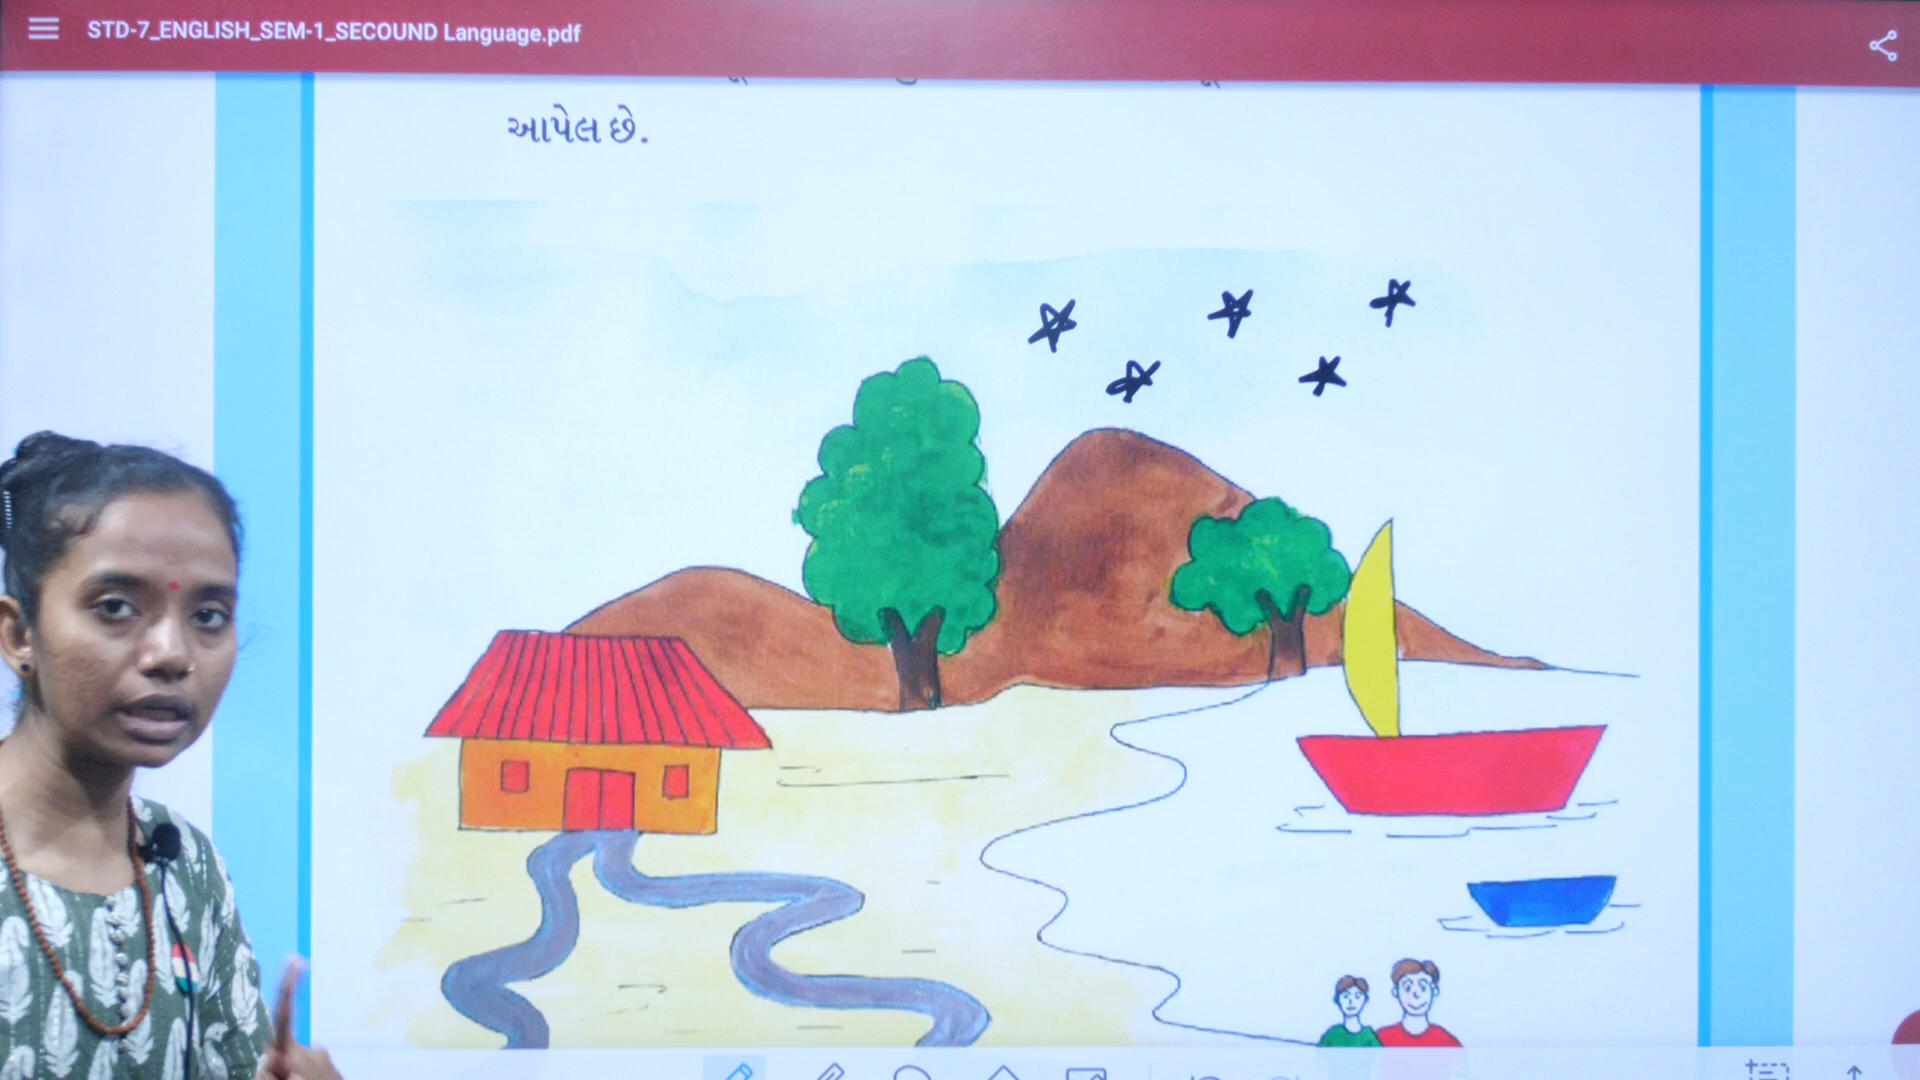 STD-7_ENGLISH_SEM-1_SECOUND Language.pdf
આપેલ છે.